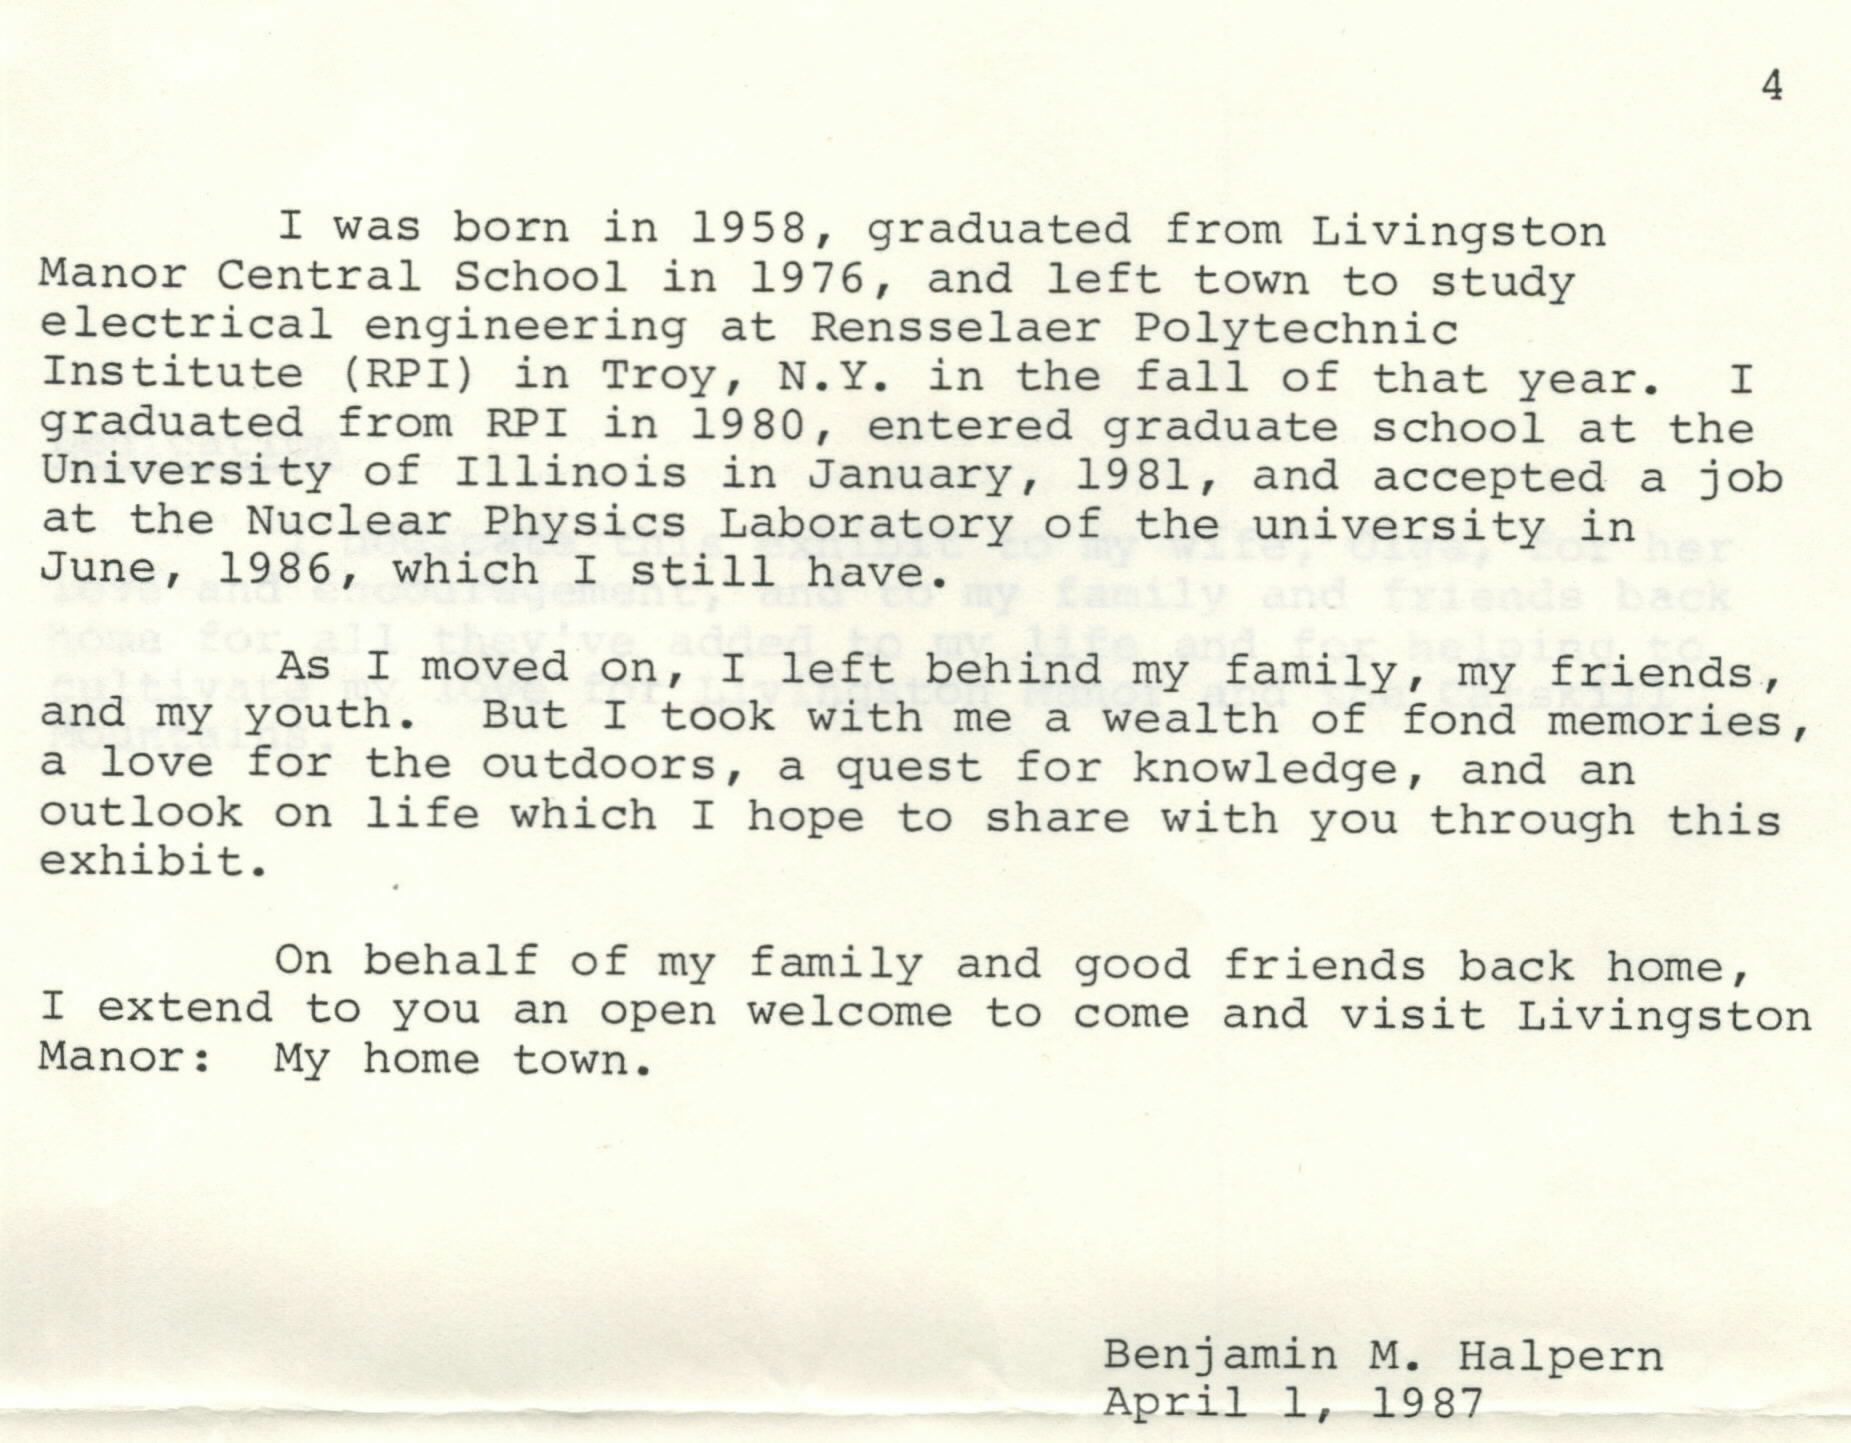 4
I was born in 1958, graduated from Livingston
Manor Central School in 1976, and left town to study
electrical engineering at Rensselaer Polytechnic
Institute (RPI) in Troy, N.Y. in the fall of that year.  I
graduated from RPI in 1980, entered graduate school at the
University of Illinois in January, 1981, and accepted a job
at the Nuclear Physics Laboratory of the university in
June, 1986, which I still have.
As I moved on, I left behind my family, my friends,
and my youth.  But I took with me a wealth of fond memories,
a love for the outdoors, a quest for knowledge, and an
outlook on life which I hope to share with you through this
exhibit.
On behalf of my family and good friends back home,
I extend to you an open welcome to come and visit Livingston
Manor:  My home town.
Benjamin M. Halpern
April 1, 1987